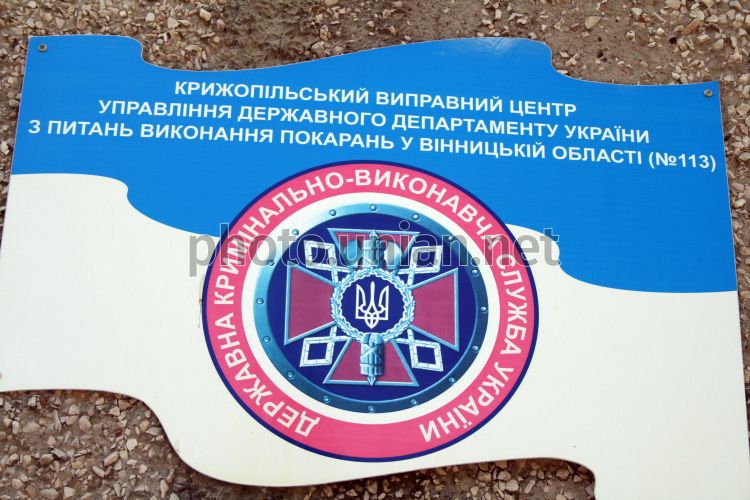 КРИЖОПІЛЬСЬКИЙ ВИПРАВНИЙ ЦЕНТР
УПРАВЛІННЯ ДЕРЖАВНОГО ДЕПАРТАМЕНТУ УКРАЇНИ
З ПИТАНЬ ВИКОНАННЯ ПОКАРАНЬ У ВІННИЦЬКІЙ ОБЛАСТІ (№113)
ДЕРЖАВНА КРИМІНАЛЬНО-ВИКОНАВЧА СЛУЖБА УКРАЇНИ
photo.unian.net